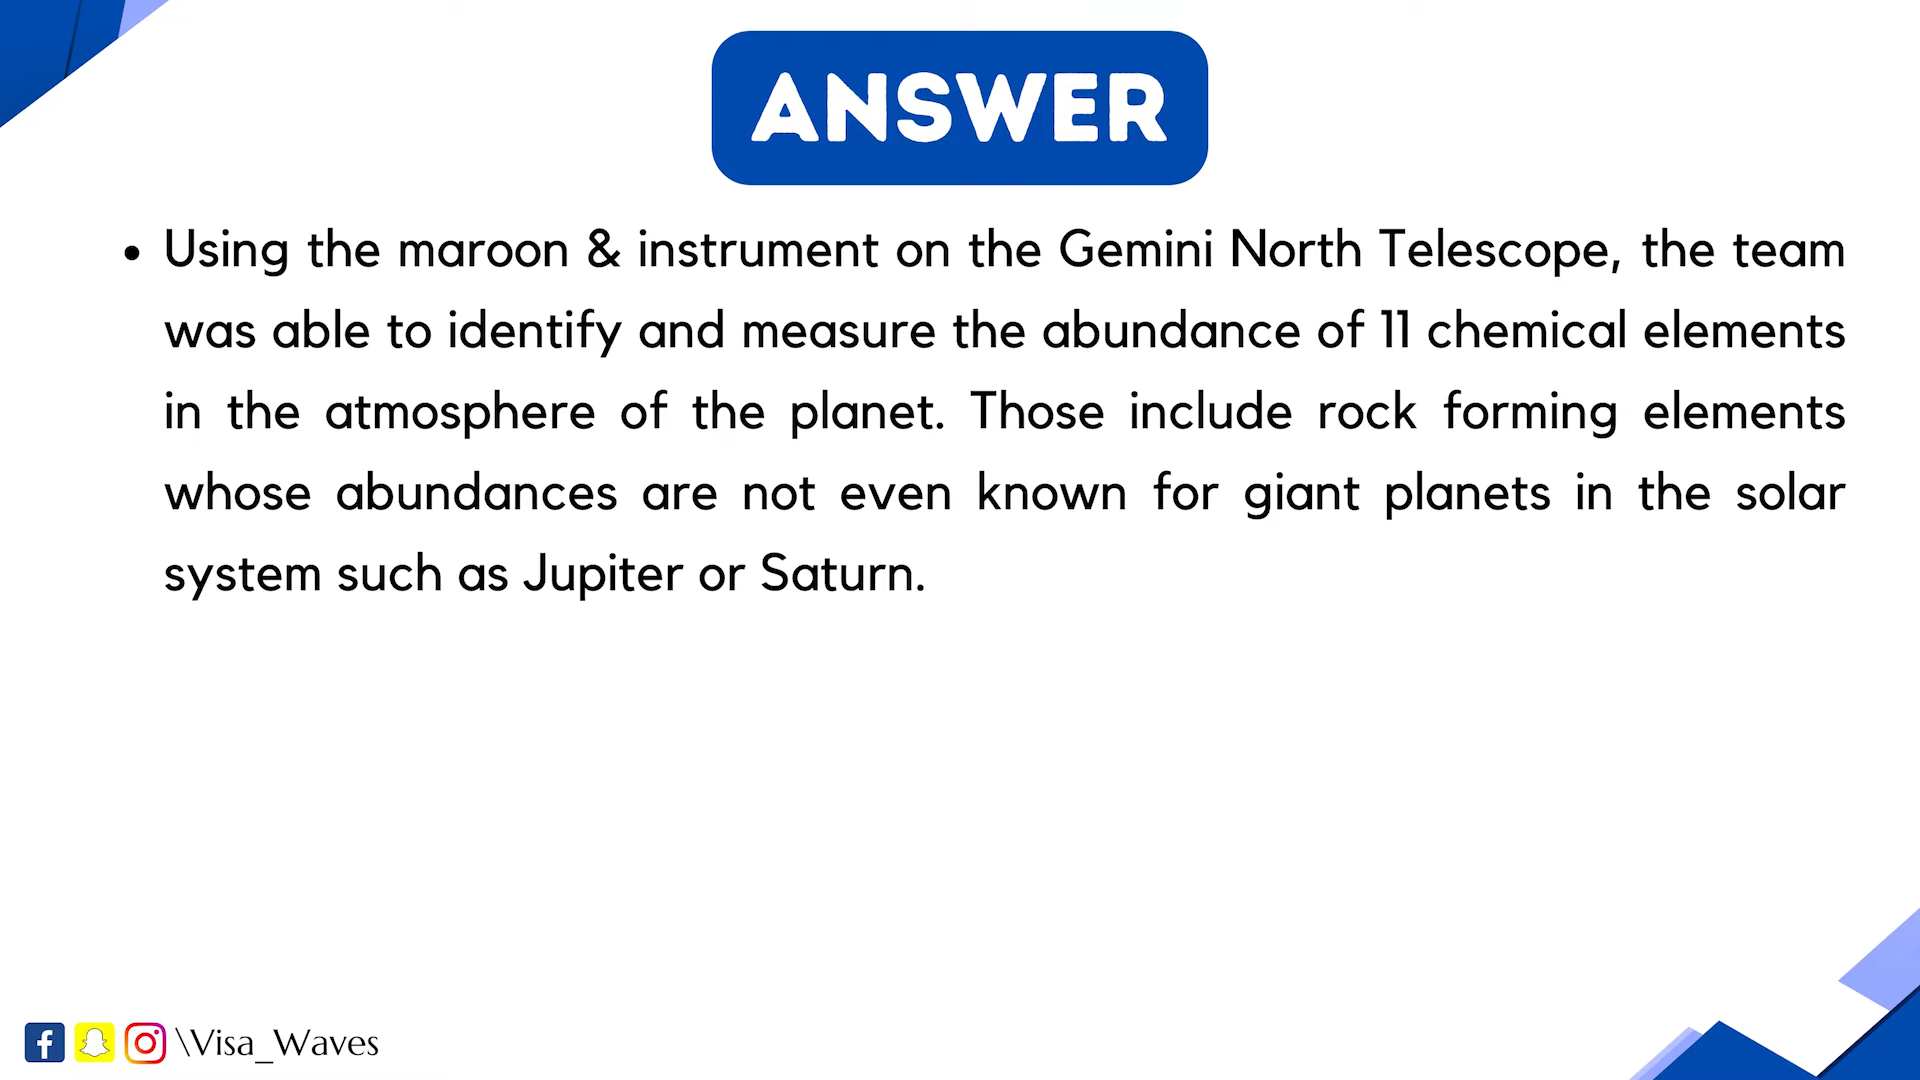 ANSWER
• Using the maroon & instrument on the Gemini North Telescope, the team
was able to identify and measure the abundance of 11 chemical elements
in the atmosphere of the planet. Those include rock forming elements
whose abundances are not even known for giant planets in the solar
system such as Jupiter or Saturn.
\Visa_Waves